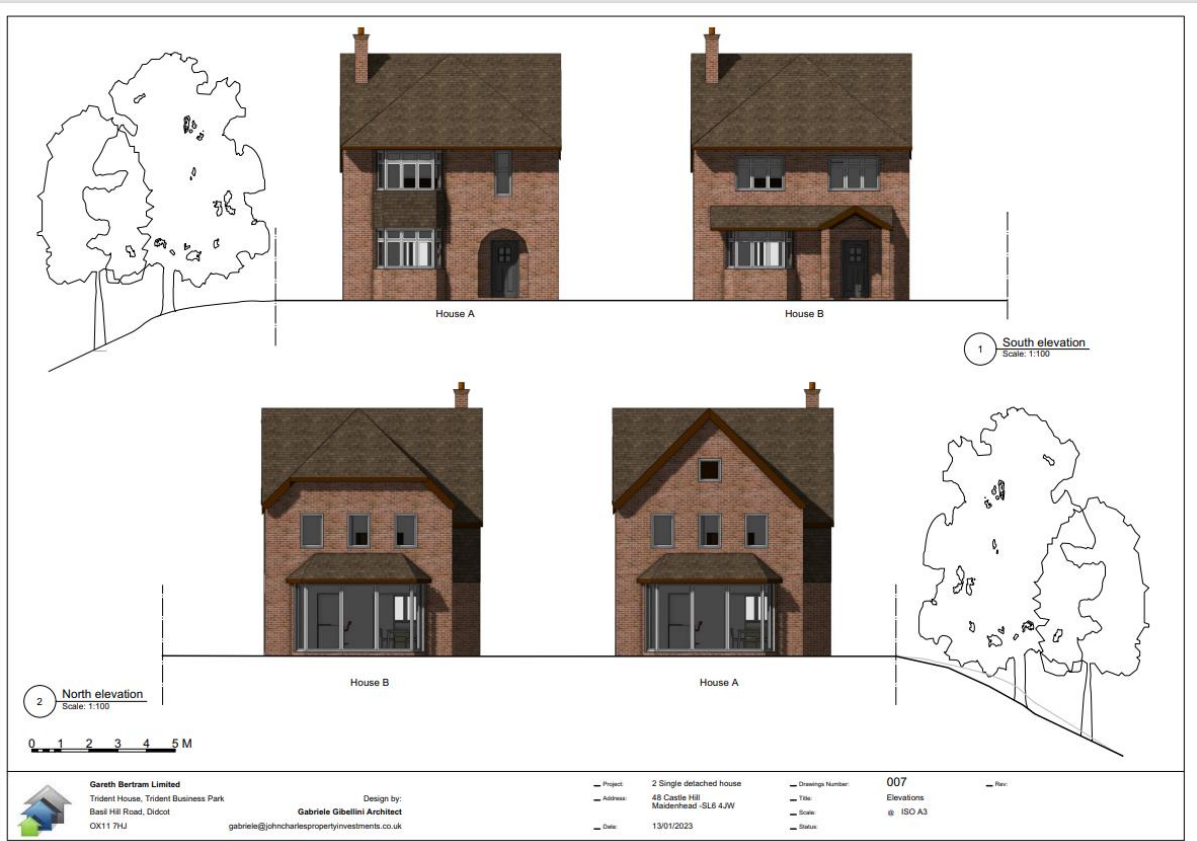 House A
House B
1
South elevation
Scale: 1:100
House B
House A
2
North elevation
Scale: 1:100
0 1 2 3 4 5 M
Gareth Bertram Limited
Trident House, Trident Business Park
Basil Hill Road, Didcot
OX11 7HJ
Design by:
Gabriele Gibellini Architect
gabriele@johncharlespropertyinvestments.co.uk
Project: 2 Single detached house
Address: 48 Castle Hill
Maidenhead -SL6 4JW
Date: 13/01/2023
Drawings Number: 007
Title: Elevations
Scale: @ ISO A3
Status:
Rev: